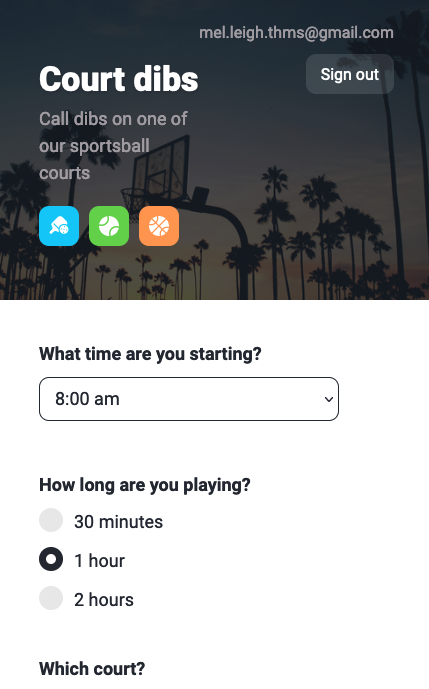 mel.leigh.thms@gmail.com
Court dibs
Sign out
Call dibs on one of
our sportsball
courts
What time are you starting?
8:00 am
How long are you playing?
30 minutes
1 hour
2 hours
Which court?